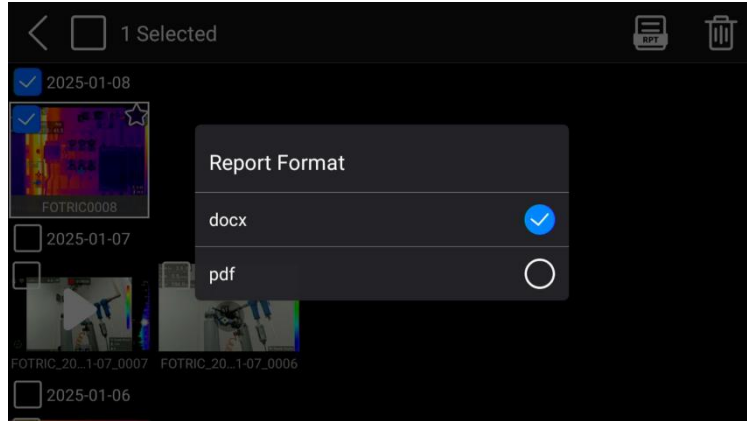 1 Selected
RPT
2025-01-08
FOTRIC0008
Report Format
docx
pdf
2025-01-07
FOTRIC_20...1-07_0007
FOTRIC_20...1-07_0006
2025-01-06